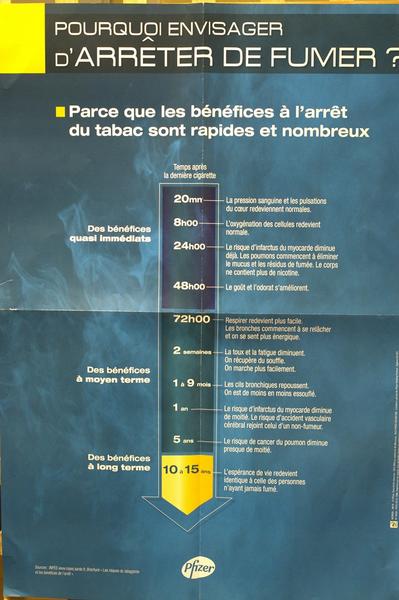 POURQUOI ENVISAGER
D'ARRÊTER DE FUMER ?
Parce que les bénéfices à l'arrêt
du tabac sont rapides et nombreux
Temps après
la dernière cigarette
Des bénéfices
quasi immédiats
20mn
La pression sanguine et les pulsations
du cœur redeviennent normales.
8h00
L'oxygénation des cellules redevient
normale.
24h00
Le risque d'infarctus du myocarde diminue
déjà. Les poumons commencent à éliminer
le mucus et les résidus de fumée. Le corps
ne contient plus de nicotine.
48h00
Le goût et l'odorat s'améliorent.
72h00
Respirer redevient plus facile.
Les bronches commencent à se relâcher
et on se sent plus énergique.
Des bénéfices
à moyen terme
2 semaines
La toux et la fatigue diminuent.
On récupère du souffle.
On marche plus facilement.
1 à 9 mois
Les cils bronchiques repoussent.
On est de moins en moins essoufflé.
1 an
Le risque d'infarctus du myocarde diminue
de moitié. Le risque d'accident vasculaire
cérébral rejoint celui d'un non-fumeur.
5 ans
Le risque de cancer du poumon diminue
presque de moitié.
Des bénéfices
à long terme
10 à 15 ans
L'espérance de vie redevient
identique à celle des personnes
n'ayant jamais fumé.
Pfizer